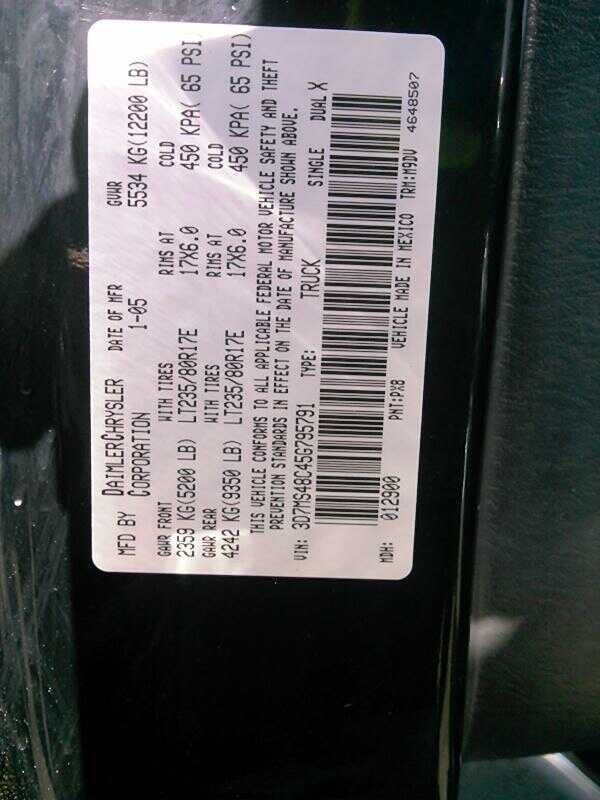 MFD BY DAIMLERCHRYSLER DATE OF MFR GVWR
CORPORATION 1-05 5534 KG(12200 LB)
GAWR FRONT WITH TIRES RIMS AT COLD
2359 KG(5200 LB) LT235/80R17E 17X6.0 450 KPA( 65 PSI)
GAWR REAR WITH TIRES RIMS AT COLD
4242 KG(9350 LB) LT235/80R17E 17X6.0 450 KPA( 65 PSI)
THIS VEHICLE CONFORMS TO ALL APPLICABLE FEDERAL MOTOR VEHICLE SAFETY AND THEFT
PREVENTION STANDARDS IN EFFECT ON THE DATE OF MANUFACTURE SHOWN ABOVE.
VIN: 3D7MS48C45G795791 TYPE: TRUCK SINGLE DUAL X
MDH: 012900 PNT:PX8 VEHICLE MADE IN MEXICO TRM:M9DV 4648507